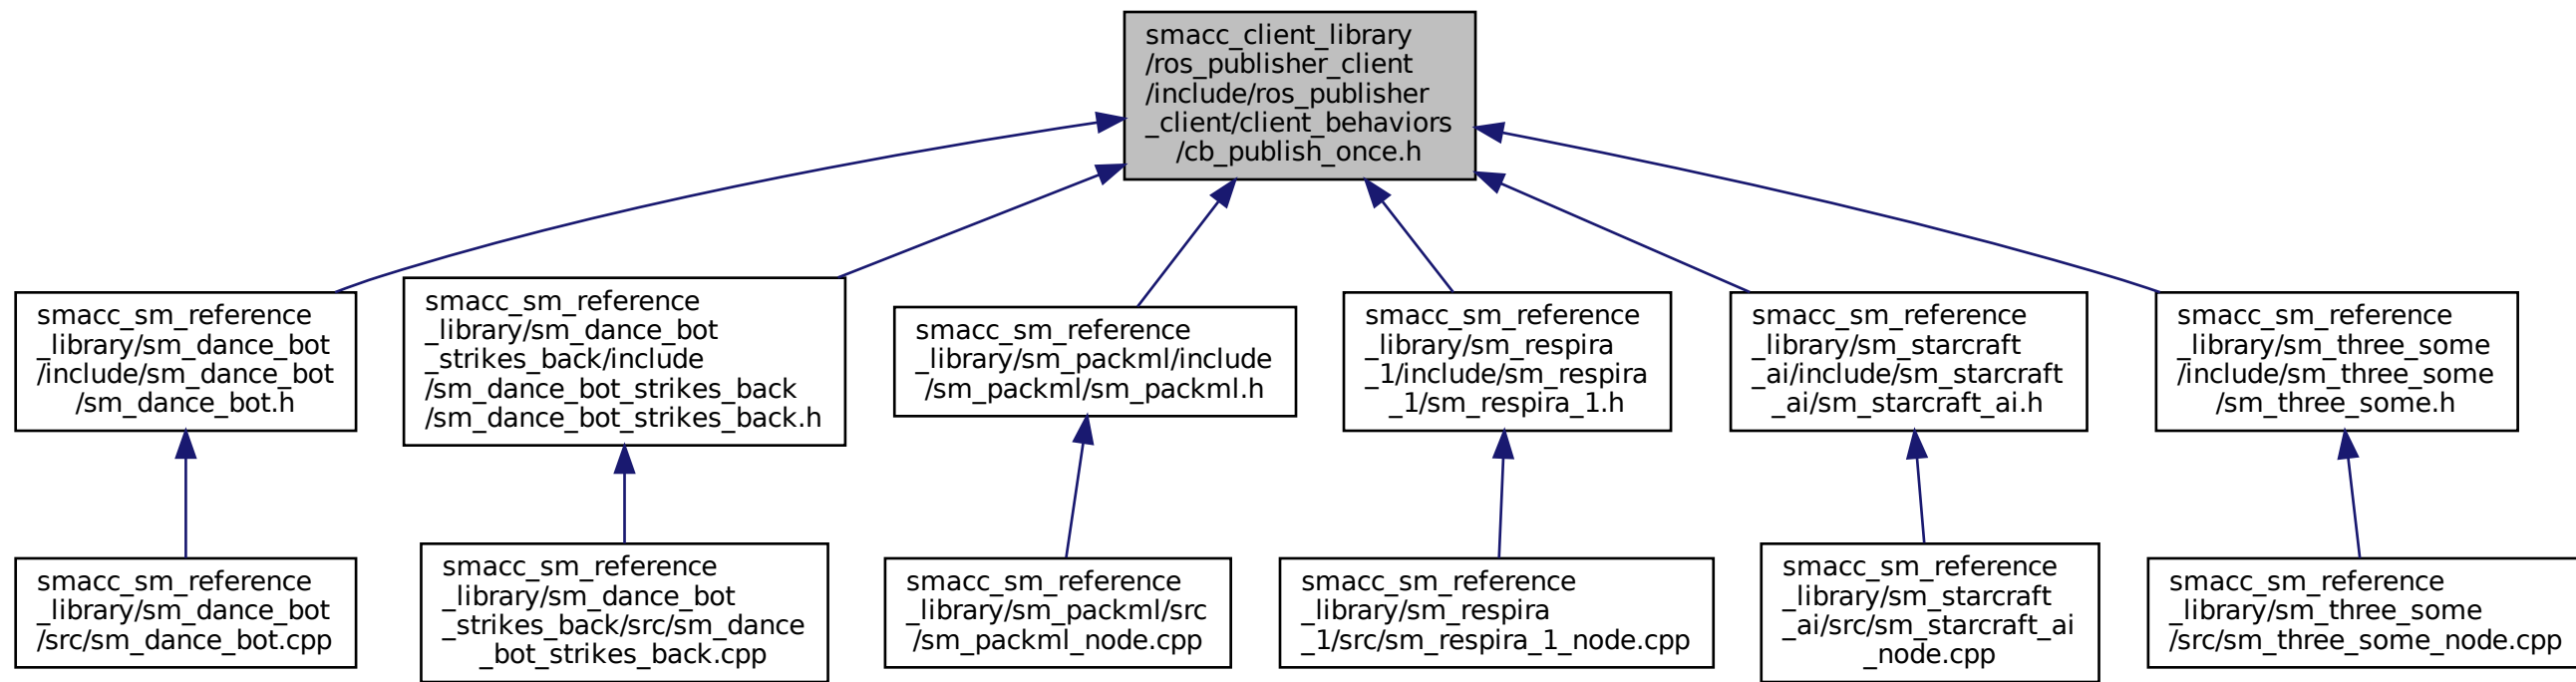 smacc_client_library
/ros_publisher_client
/include/ros_publisher
_client/client_behaviors
/cb_publish_once.h
smacc_sm_reference
_library/sm_dance_bot
/include/sm_dance_bot
/sm_dance_bot.h
smacc_sm_reference
_library/sm_dance_bot
_strikes_back/include
/sm_dance_bot_strikes_back
/sm_dance_bot_strikes_back.h
smacc_sm_reference
_library/sm_packml/include
/sm_packml/sm_packml.h
smacc_sm_reference
_library/sm_respira
_1/include/sm_respira
_1/sm_respira_1.h
smacc_sm_reference
_library/sm_starcraft
_ai/include/sm_starcraft
_ai/sm_starcraft_ai.h
smacc_sm_reference
_library/sm_three_some
/include/sm_three_some
/sm_three_some.h
smacc_sm_reference
_library/sm_dance_bot
/src/sm_dance_bot.cpp
smacc_sm_reference
_library/sm_dance_bot
_strikes_back/src/sm_dance
_bot_strikes_back.cpp
smacc_sm_reference
_library/sm_packml/src
/sm_packml_node.cpp
smacc_sm_reference
_library/sm_respira
_1/src/sm_respira_1_node.cpp
smacc_sm_reference
_library/sm_starcraft
_ai/src/sm_starcraft_ai
_node.cpp
smacc_sm_reference
_library/sm_three_some
/src/sm_three_some_node.cpp